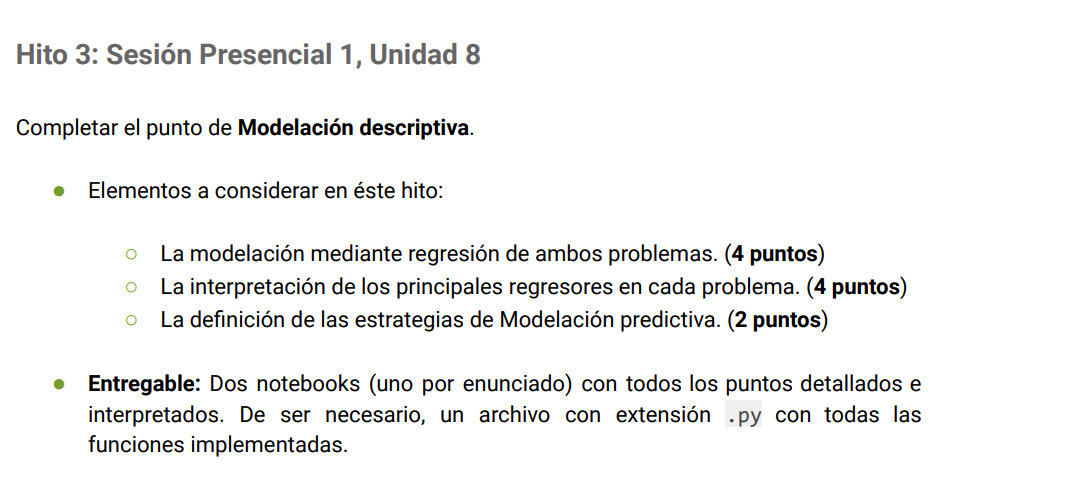 Hito 3: Sesión Presencial 1, Unidad 8
Completar el punto de Modelación descriptiva.
● Elementos a considerar en éste hito:
○ La modelación mediante regresión de ambos problemas. (4 puntos)
○ La interpretación de los principales regresores en cada problema. (4 puntos)
○ La definición de las estrategias de Modelación predictiva. (2 puntos)
● Entregable: Dos notebooks (uno por enunciado) con todos los puntos detallados e
interpretados. De ser necesario, un archivo con extensión .py con todas las
funciones implementadas.